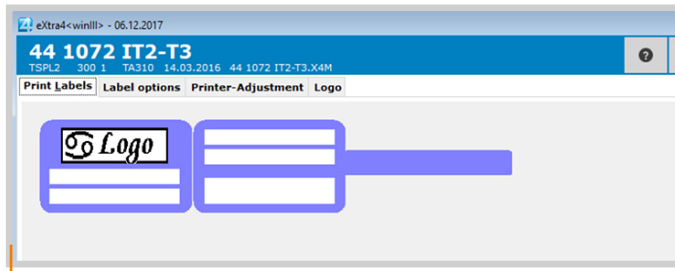 eXtra4<winIII> - 06.12.2017
44 1072 IT2-T3
TSPL2 300 1 TA310 14.03.2016 44 1072 IT2-T3.X4M
?
Print Labels Label options Printer-Adjustment Logo
Logo